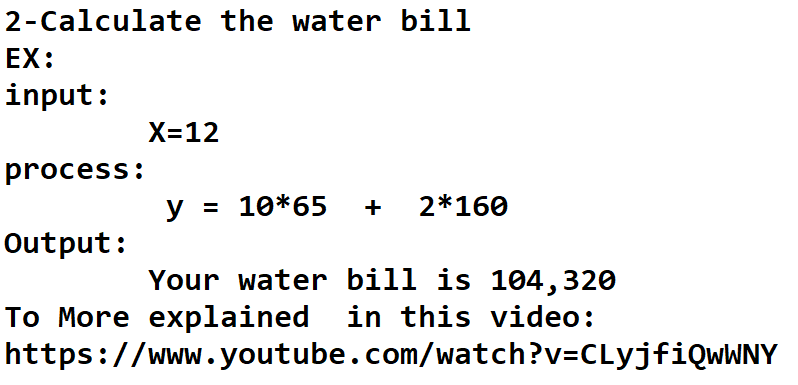 2-Calculate the water bill
EX:
input:
X=12
process:
y = 10*65 + 2*160
Output:
Your water bill is 104,320
To More explained in this video:
https://www.youtube.com/watch?v=CLyjfiQwWNY